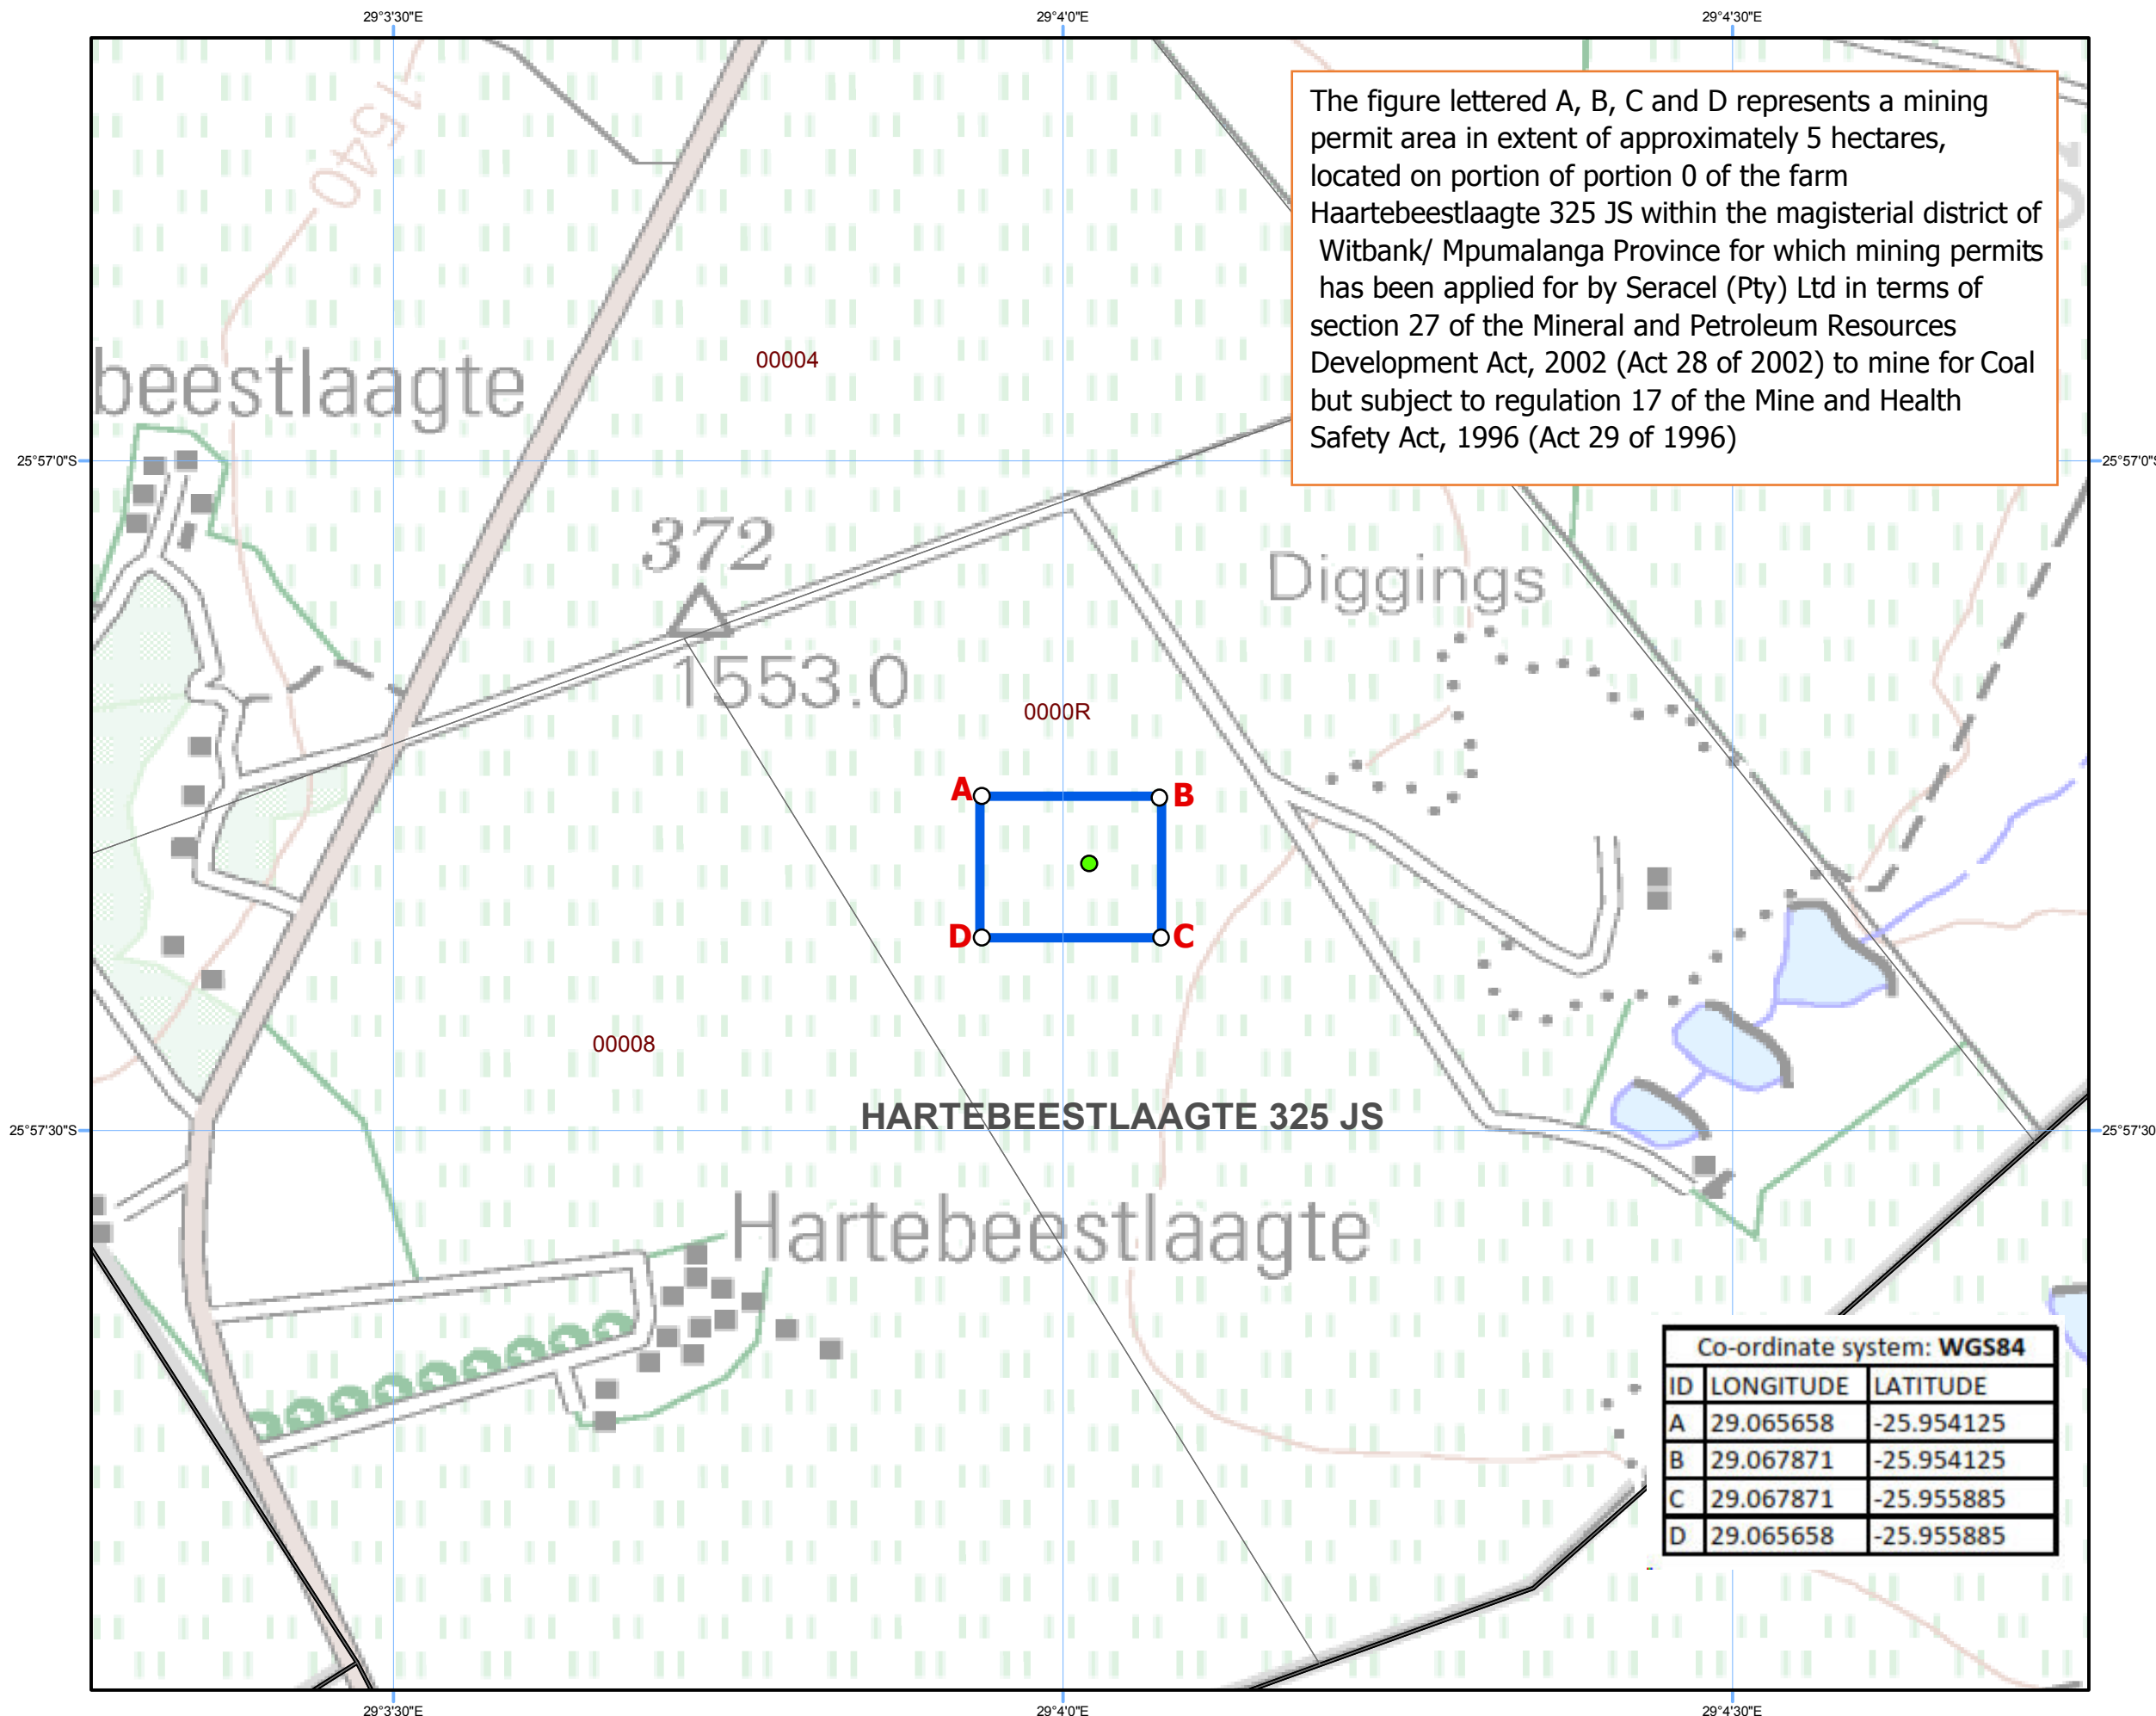 29°3'30"E
29°4'0"E
29°4'30"E
1540
The figure lettered A, B, C and D represents a mining
permit area in extent of approximately 5 hectares,
located on portion of portion 0 of the farm
Haartebeestlaagte 325 JS within the magisterial district of
Witbank/ Mpumalanga Province for which mining permits
has been applied for by Seracel (Pty) Ltd in terms of
section 27 of the Mineral and Petroleum Resources
Development Act, 2002 (Act 28 of 2002) to mine for Coal
but subject to regulation 17 of the Mine and Health
Safety Act, 1996 (Act 29 of 1996)
00004
beestlaagte
25°57'0"S
25°57'0"S
372
Diggings
1553.0
0000R
A
B
D
C
00008
HARTEBEESTLAAGTE 325 JS
25°57'30"S
25°57'30
Hartebeestlaagte
Co-ordinate system: WGS84
ID LONGITUDE LATITUDE
A 29.065658 -25.954125
B 29.067871 -25.954125
C 29.067871 -25.955885
D 29.065658 -25.955885
29°3'30"E
29°4'0"E
29°4'30"E